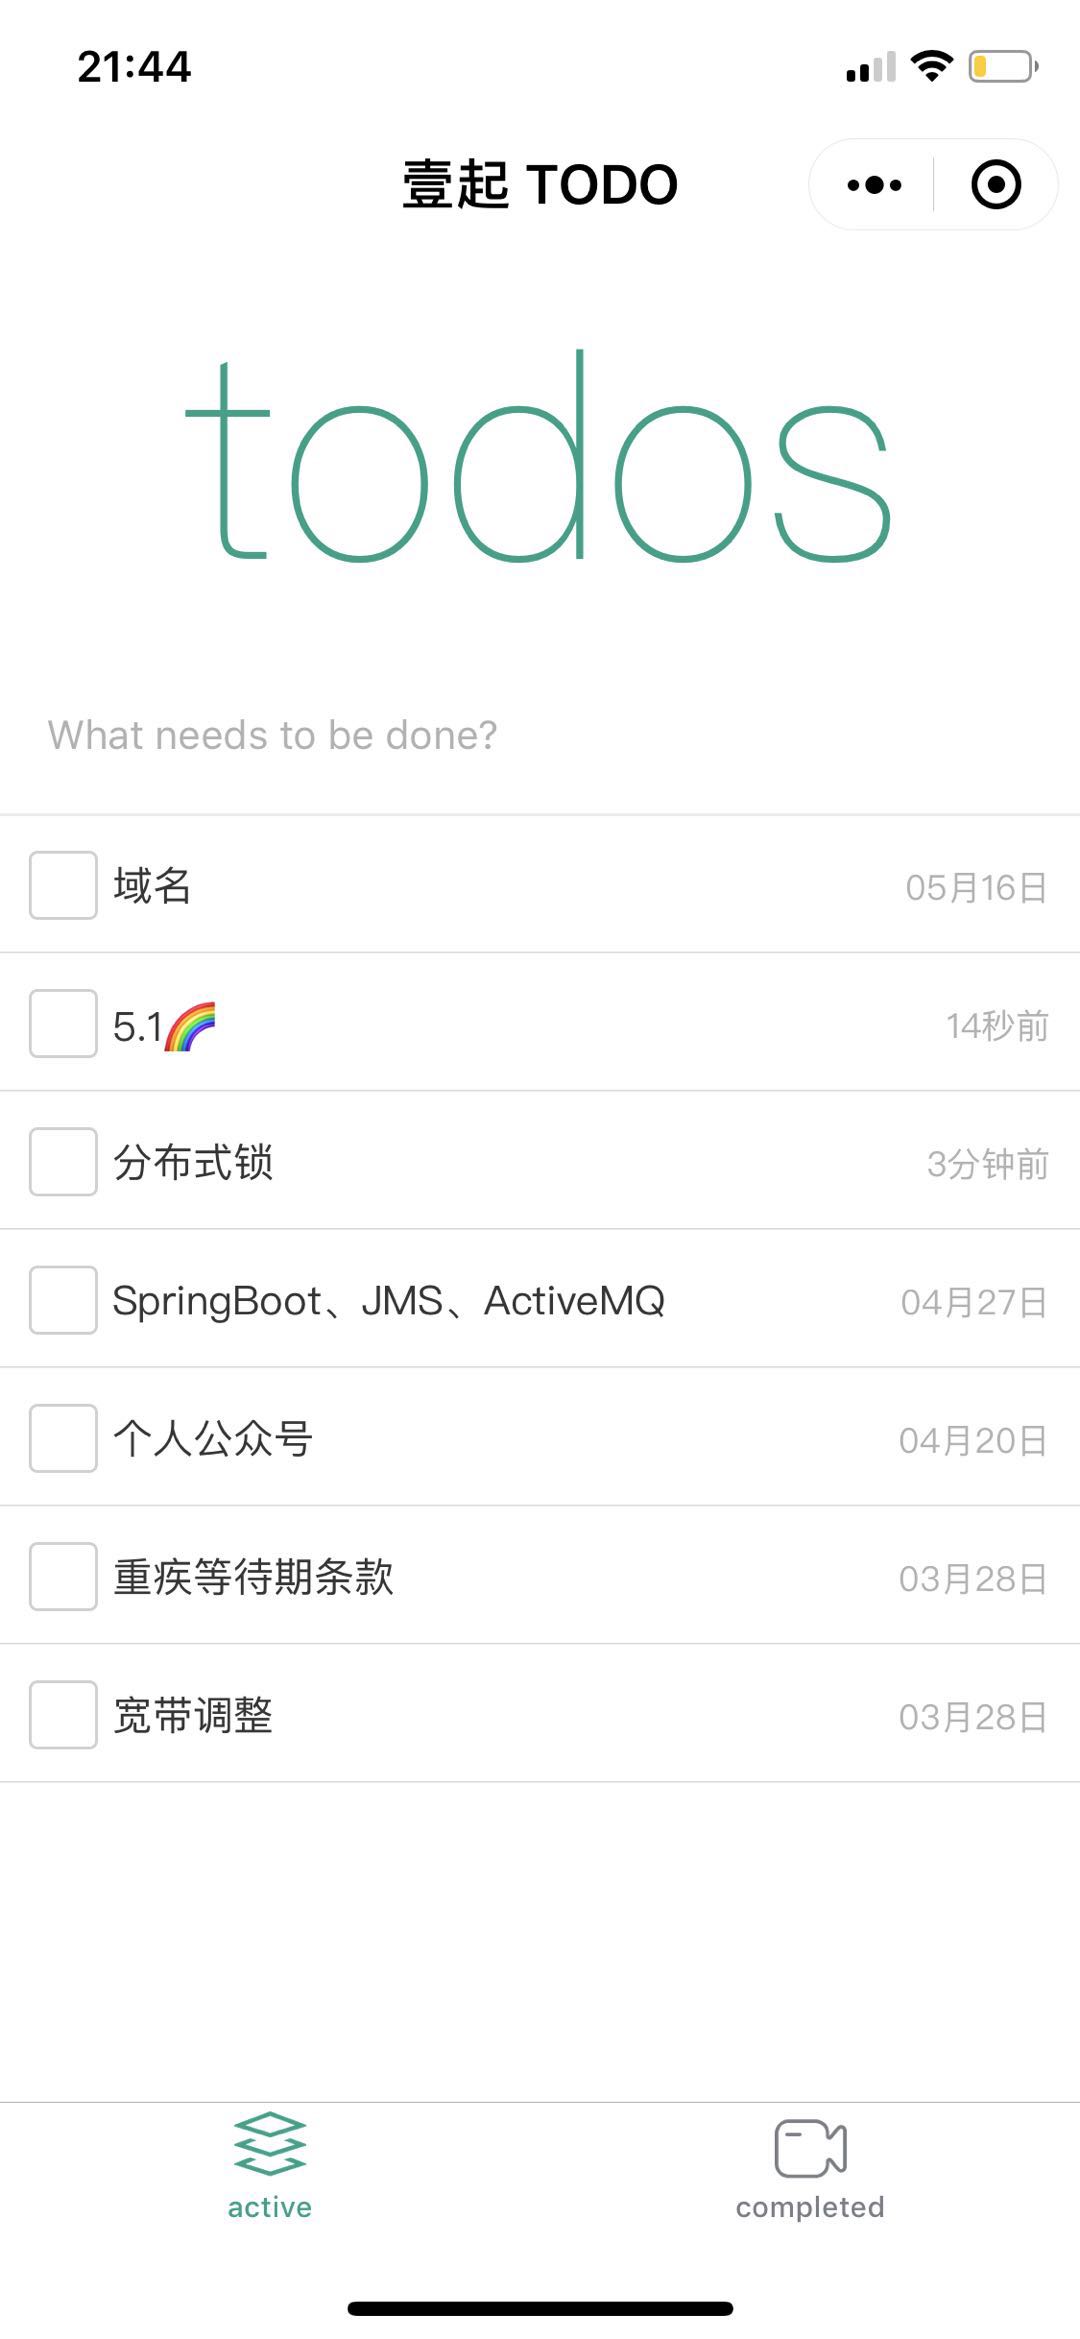 21:44
壹起 TODO
todos
What needs to be done?
域名 05月16日
5.1🌈 14秒前
分布式锁 3分钟前
SpringBoot、JMS、ActiveMQ 04月27日
个人公众号 04月20日
重疾等待期条款 03月28日
宽带调整 03月28日
active completed